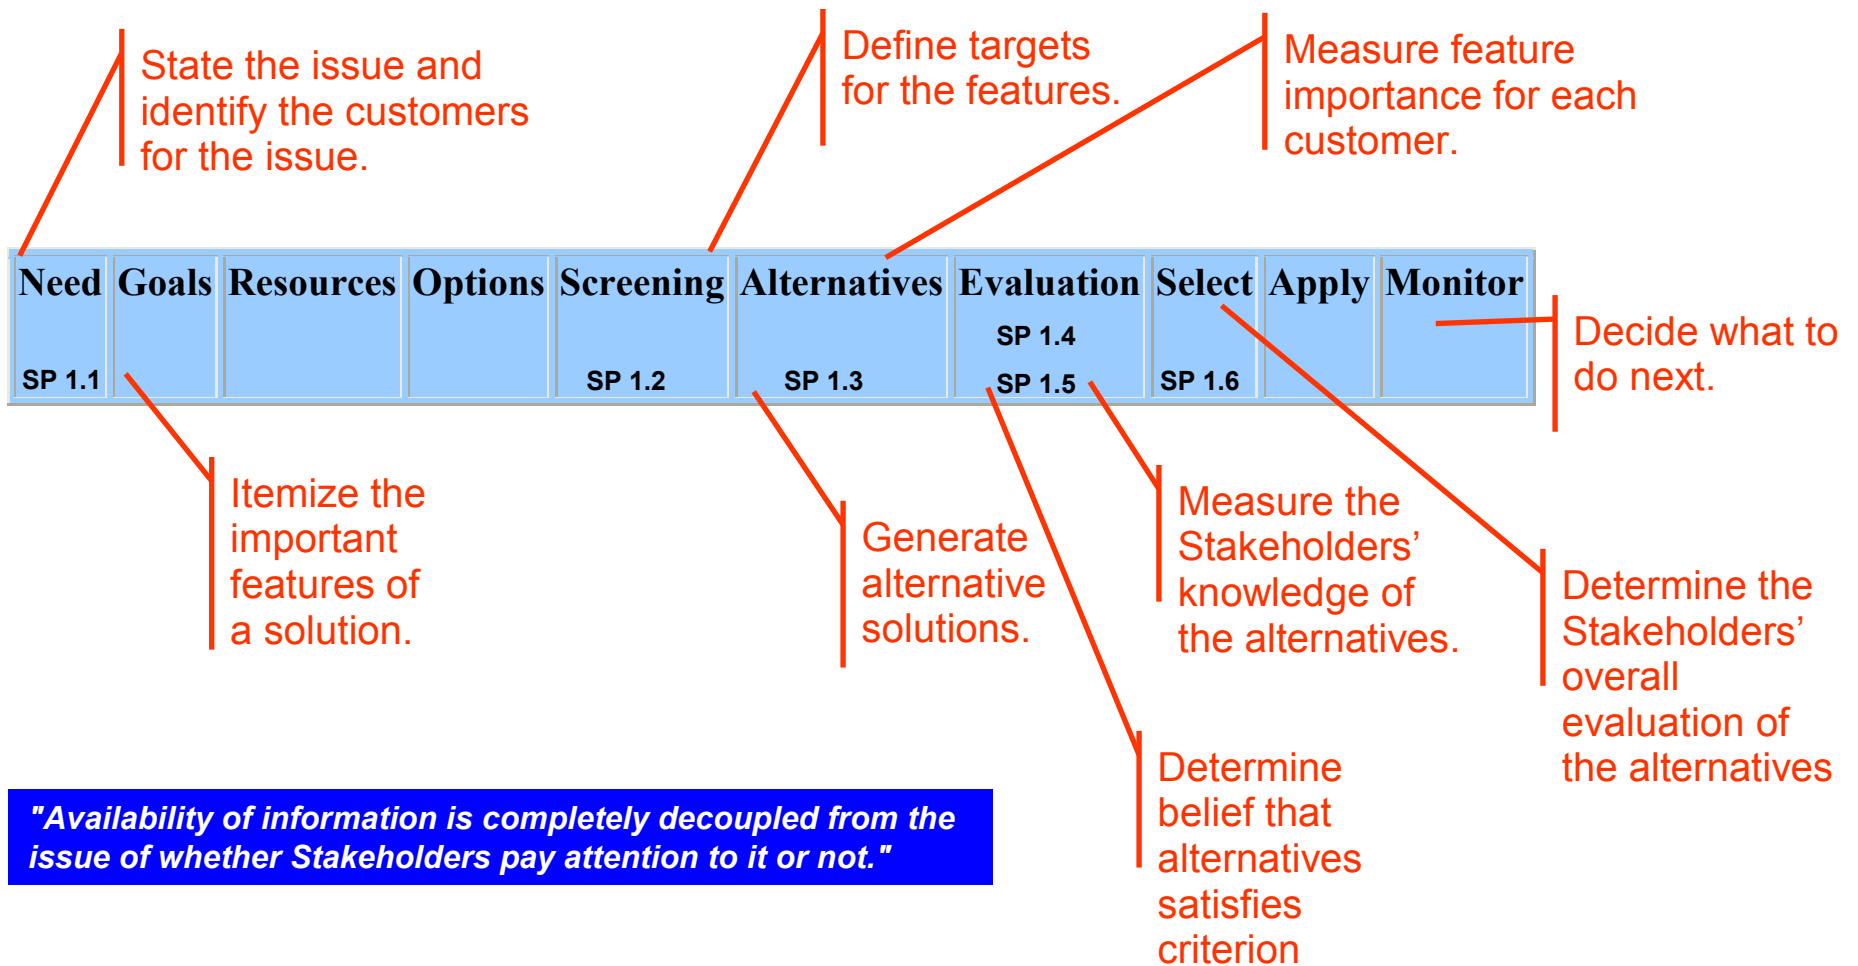 State the issue and
identify the customers
for the issue.
Define targets
for the features.
Measure feature
importance for each
customer.
Need Goals Resources Options Screening Alternatives Evaluation Select Apply Monitor
SP 1.4
SP 1.1 SP 1.2 SP 1.3 SP 1.5 SP 1.6
Decide what to
do next.
Itemize the
important
features of
a solution.
Generate
alternative
solutions.
Measure the
Stakeholders’
knowledge of
the alternatives.
Determine the
Stakeholders’
overall
evaluation of
the alternatives
Determine
belief that
alternatives
satisfies
criterion
"Availability of information is completely decoupled from the
issue of whether Stakeholders pay attention to it or not."